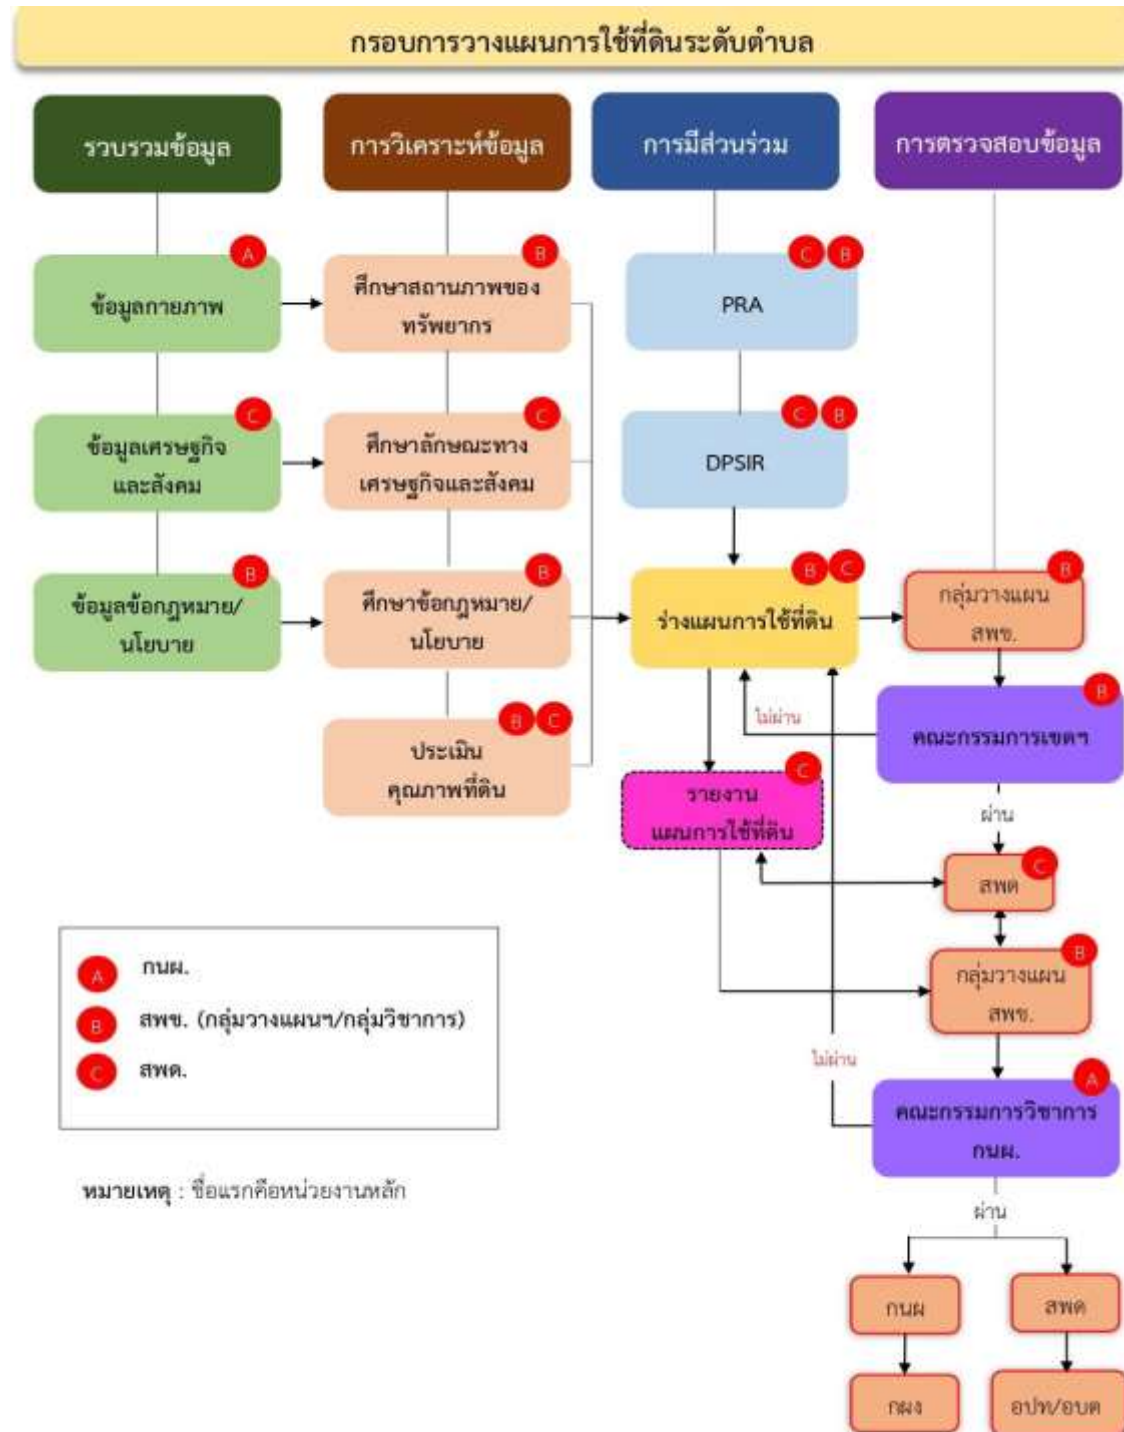 กรอบการวางแผนการใช้ที่ดินระดับตำบล
รวบรวมข้อมูล
การวิเคราะห์ข้อมูล
การมีส่วนร่วม
การตรวจสอบข้อมูล
A
ข้อมูลกายภาพ
B
ศึกษาสถานภาพของ
ทรัพยากร
C B
PRA
C
ข้อมูลเศรษฐกิจ
และสังคม
C
ศึกษาลักษณะทาง
เศรษฐกิจและสังคม
C B
DPSIR
B
ข้อมูลข้อกฎหมาย/
นโยบาย
B
ศึกษาข้อกฎหมาย/
นโยบาย
B C
ร่างแผนการใช้ที่ดิน
B
กลุ่มวางแผน
สพข.
B C
ประเมิน
คุณภาพที่ดิน
ไม่ผ่าน
B
คณะกรรมการเขตฯ
C
รายงาน
แผนการใช้ที่ดิน
ผ่าน
C
สพด
B
กลุ่มวางแผน
สพข.
A กนผ.
B สพข. (กลุ่มวางแผนฯ/กลุ่มวิชาการ)
C สพด.
ไม่ผ่าน
A
คณะกรรมการวิชาการ
กนผ.
หมายเหตุ : ชื่อแรกคือหน่วยงานหลัก
ผ่าน
กนผ
สพด
กผง
อปท/อบต